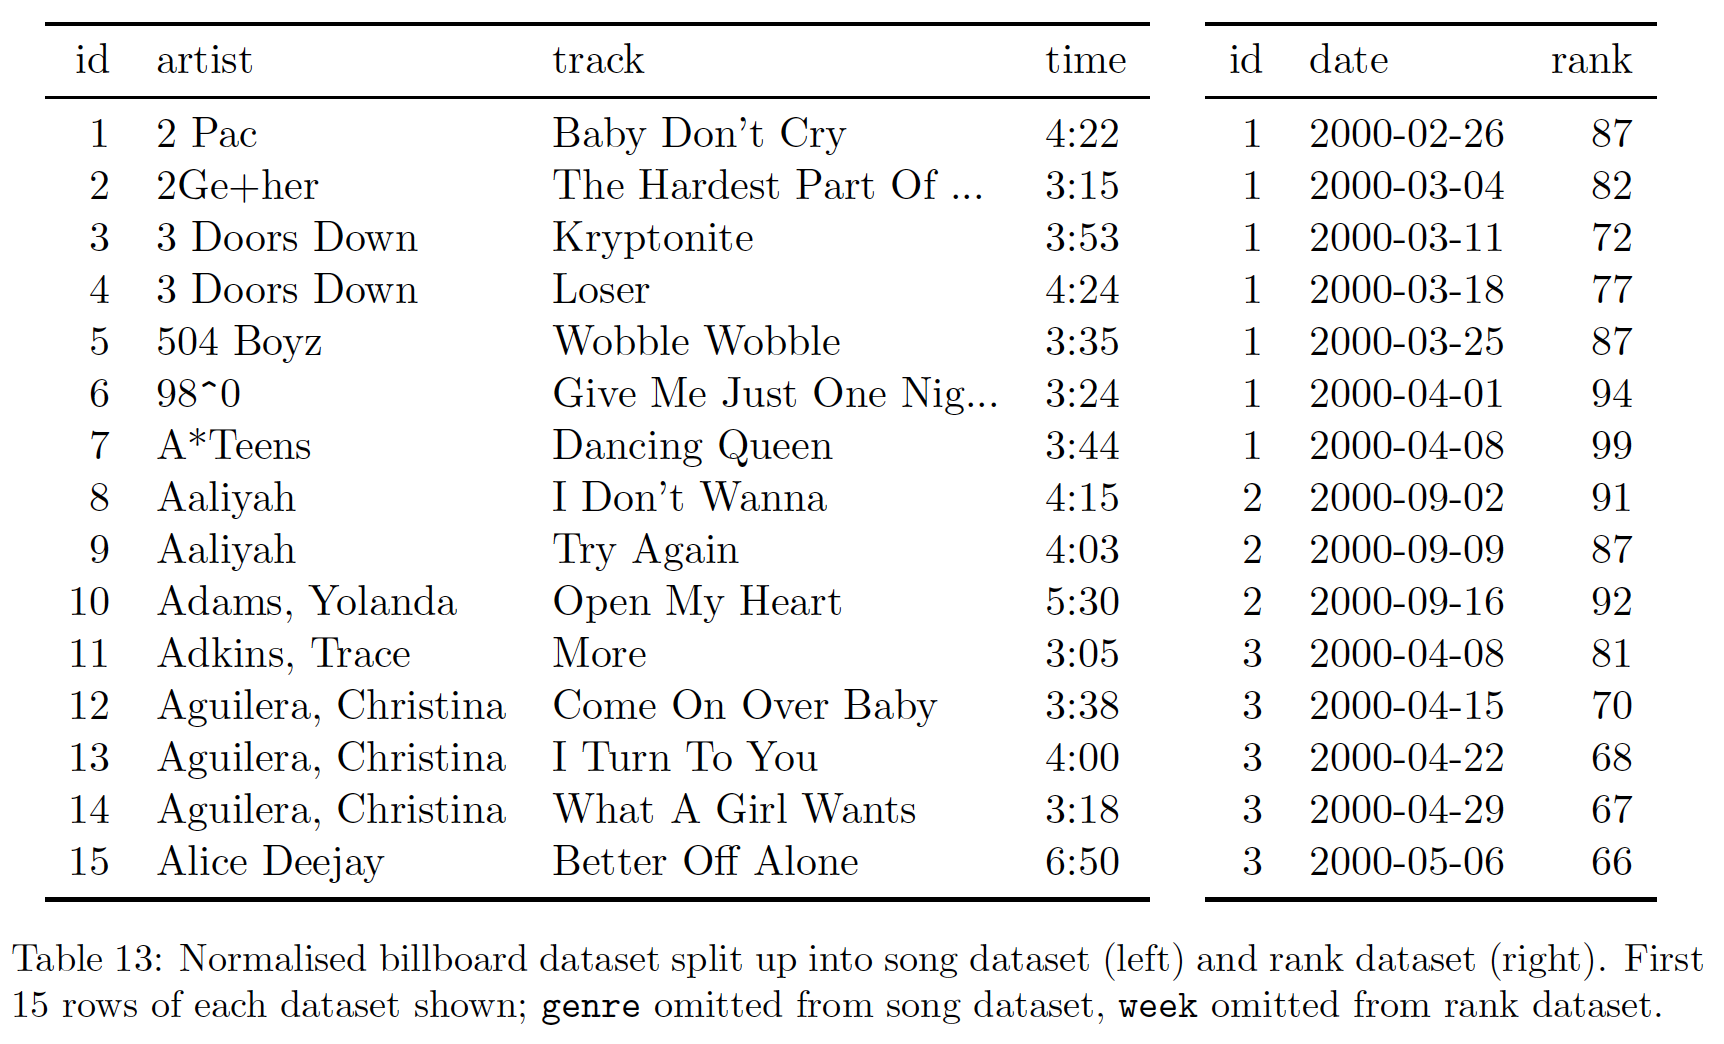 id artist track time id date rank
1 2 Pac Baby Don't Cry 4:22 1 2000-02-26 87
2 2Ge+her The Hardest Part Of ... 3:15 1 2000-03-04 82
3 3 Doors Down Kryptonite 3:53 1 2000-03-11 72
4 3 Doors Down Loser 4:24 1 2000-03-18 77
5 504 Boyz Wobble Wobble 3:35 1 2000-03-25 87
6 98^0 Give Me Just One Nig... 3:24 1 2000-04-01 94
7 A*Teens Dancing Queen 3:44 1 2000-04-08 99
8 Aaliyah I Don't Wanna 4:15 2 2000-09-02 91
9 Aaliyah Try Again 4:03 2 2000-09-09 87
10 Adams, Yolanda Open My Heart 5:30 2 2000-09-16 92
11 Adkins, Trace More 3:05 3 2000-04-08 81
12 Aguilera, Christina Come On Over Baby 3:38 3 2000-04-15 70
13 Aguilera, Christina I Turn To You 4:00 3 2000-04-22 68
14 Aguilera, Christina What A Girl Wants 3:18 3 2000-04-29 67
15 Alice Deejay Better Off Alone 6:50 3 2000-05-06 66
Table 13: Normalised billboard dataset split up into song dataset (left) and rank dataset (right). First
15 rows of each dataset shown; genre omitted from song dataset, week omitted from rank dataset.